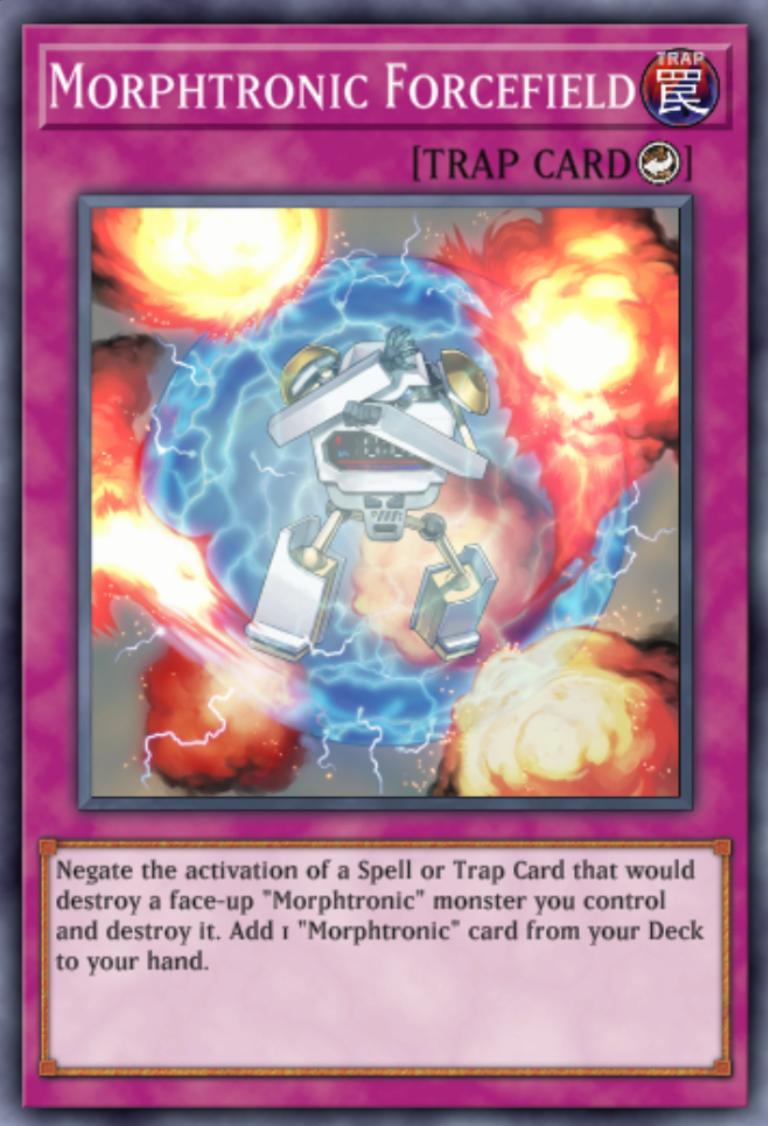 MORPHTRONIC FORCEFIELD
TRAP
罠
[TRAP CARD]
Negate the activation of a Spell or Trap Card that would
destroy a face-up "Morphtronic" monster you control
and destroy it. Add 1 "Morphtronic" card from your Deck
to your hand.